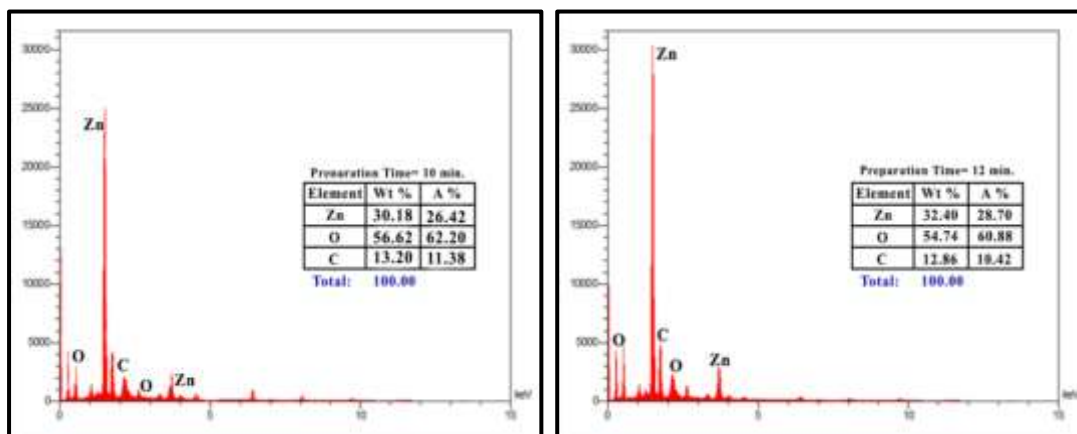 30000
25000
20000
15000
10000
5000
0
Zn
O
C
O
Zn
0
5
10
15
keV
Preparation Time= 10 min.
Element Wt % A %
Zn 30.18 26.42
O 56.62 62.20
C 13.20 11.38
Total: 100.00
30000
25000
20000
15000
10000
5000
0
Zn
O
C
O
Zn
0
5
10
15
keV
Preparation Time= 12 min.
Element Wt % A %
Zn 32.40 28.70
O 54.74 60.88
C 12.86 10.42
Total: 100.00